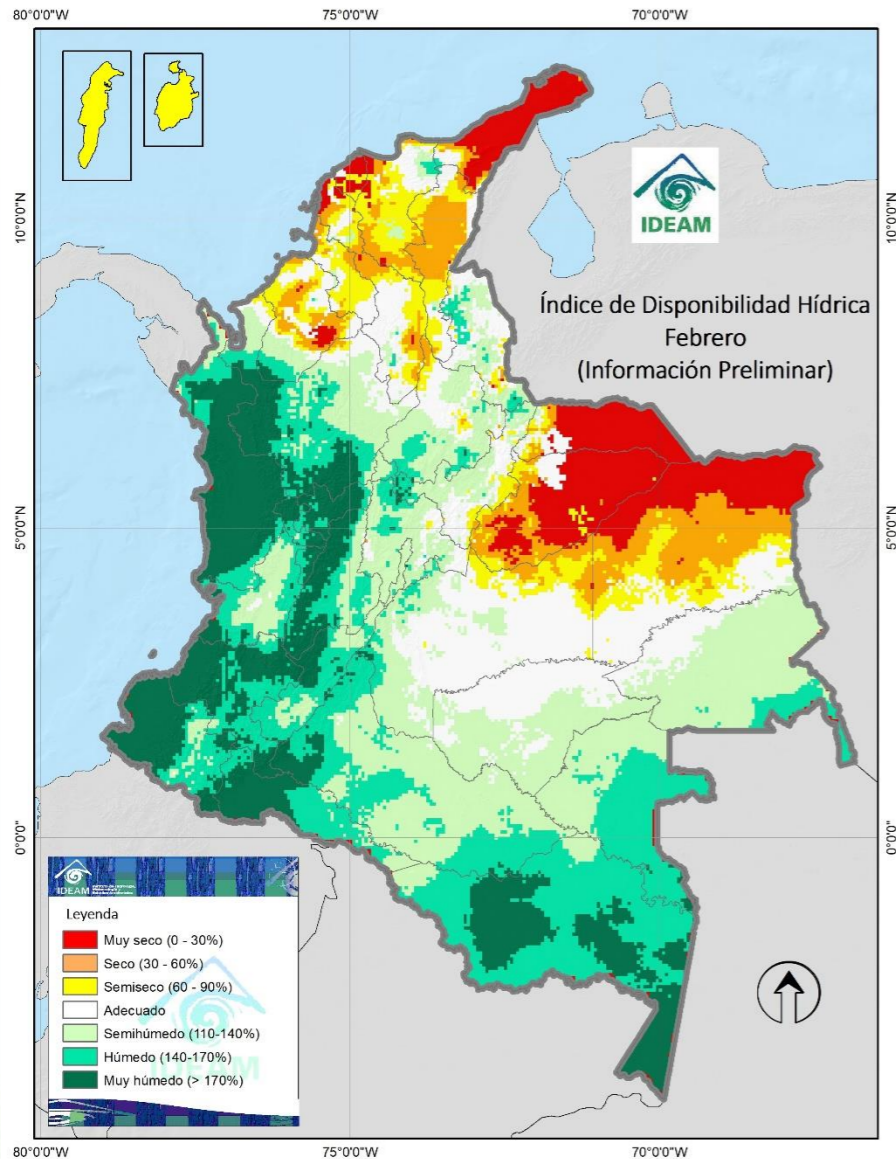 80°0'0"W 75°0'0"W 70°0'0"W
10°0'0"N 10°0'0"N
IDEAM
Índice de Disponibilidad Hídrica
Febrero
(Información Preliminar)
5°0'0"N 5°0'0"N
0°0'0" 0°0'0"
IDEAM
Leyenda
Muy seco (0 - 30%)
Seco (30 - 60%)
Semiseco (60 - 90%)
Adecuado
Semihúmedo (110-140%)
Húmedo (140-170%)
Muy húmedo (> 170%)
IDEAM
80°0'0"W 75°0'0"W 70°0'0"W